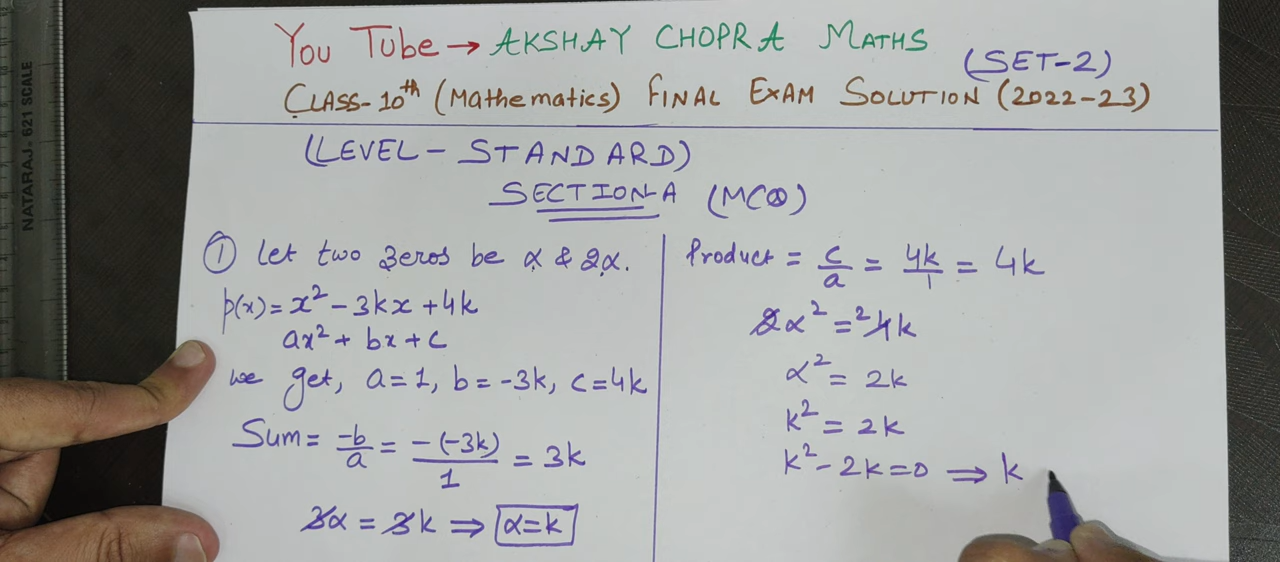 NATARAJ-621 SCALE
You Tube → AKSHAY CHOPRA MATHS
(SET-2)
CLASS-10th (Mathematics) FINAL EXAM SOLUTION (2022-23)
(LEVEL-STANDARD)
SECTION-A (MCQ)
① Let two zeros be α & 2α.
p(x) = x² - 3kx + 4k
ax² + bx + c
we get, a=1, b=-3k, c=4k
Sum = -b/a = -(-3k)/1 = 3k
3α = 3k ⇒ α=k
Product = c/a = 4k/1 = 4k
2α² = ²4k
α² = 2k
k² = 2k
k² - 2k = 0 ⇒ k